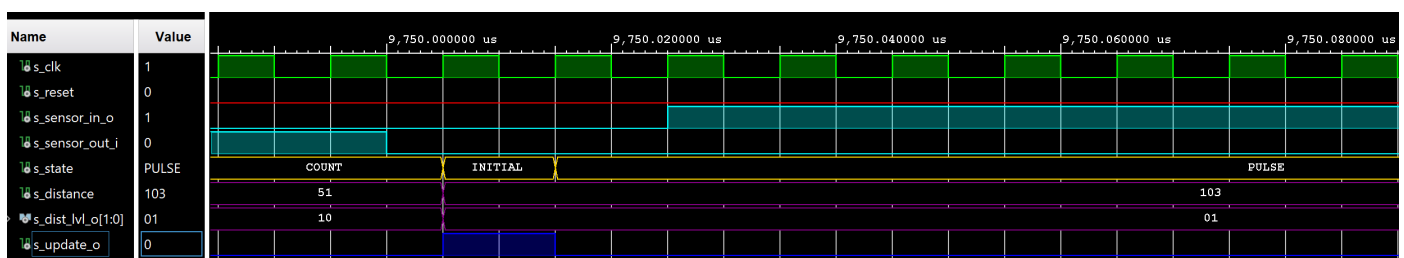 Name Value 9,750.000000 us 9,750.020000 us 9,750.040000 us 9,750.060000 us 9,750.080000 us
s_clk 1
s_reset 0
s_sensor_in_o 1
s_sensor_out_i 0
s_state PULSE COUNT INITIAL PULSE
s_distance 103 51 103
s_dist_lvl_o[1:0] 01 10 01
s_update_o 0